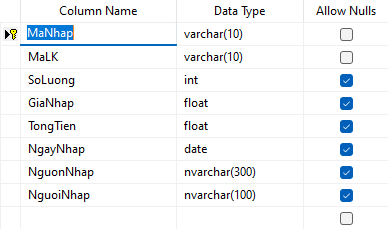 Column Name Data Type Allow Nulls
MaNhap varchar(10)
MaLK varchar(10)
SoLuong int
GiaNhap float
TongTien float
NgayNhap date
NguonNhap nvarchar(300)
NguoiNhap nvarchar(100)